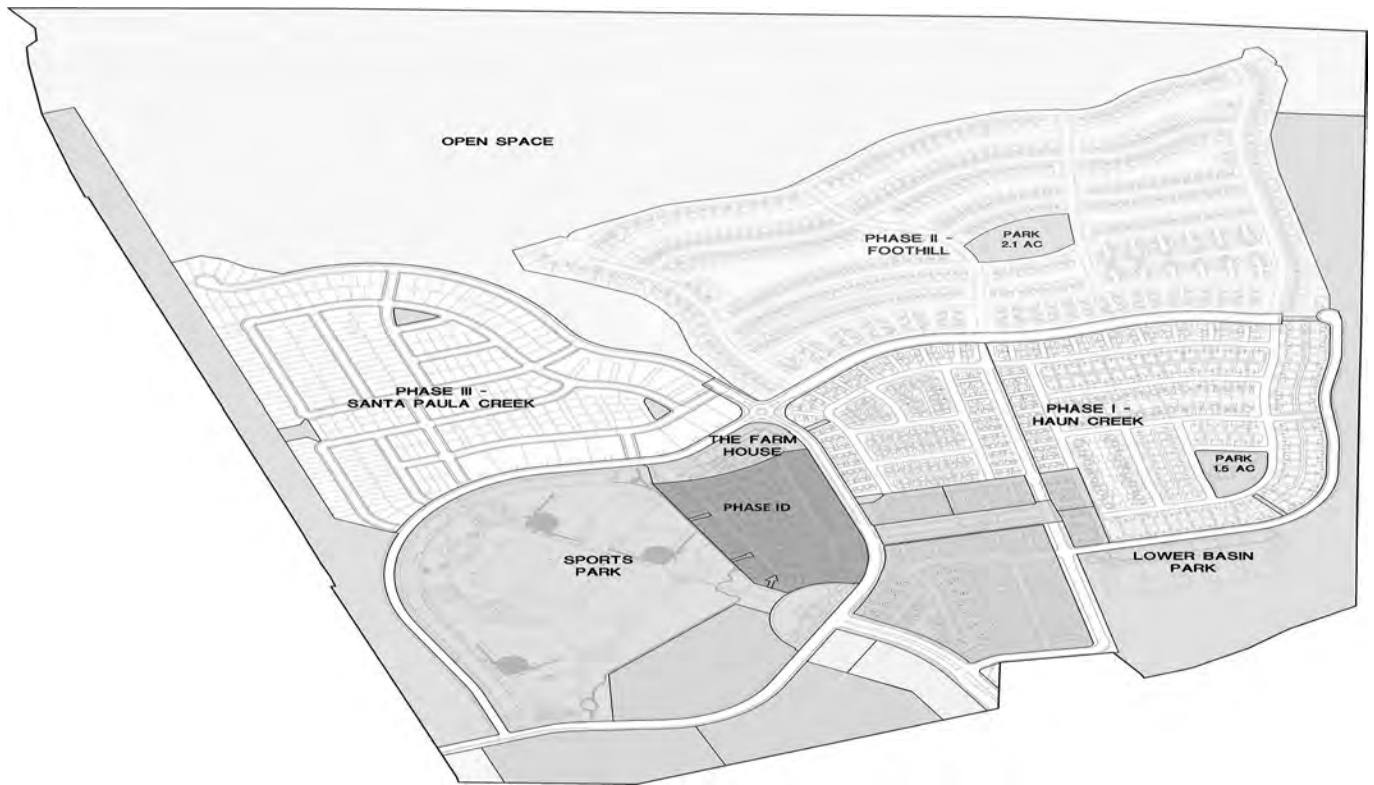 OPEN SPACE
PHASE II -
FOOTHILL
PARK
2.1 AC
PHASE III -
SANTA PAULA CREEK
PHASE I -
HAUN CREEK
THE FARM
HOUSE
PARK
1.5 AC
PHASE ID
SPORTS
PARK
LOWER BASIN
PARK